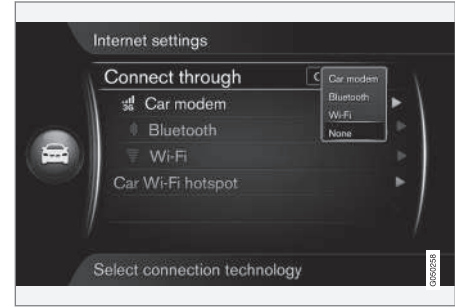 Internet settings
Connect through
Car modem
Bluetooth
Wi-Fi
None
3G Car modem
Bluetooth
Wi-Fi
Car Wi-Fi hotspot
Select connection technology
G050258